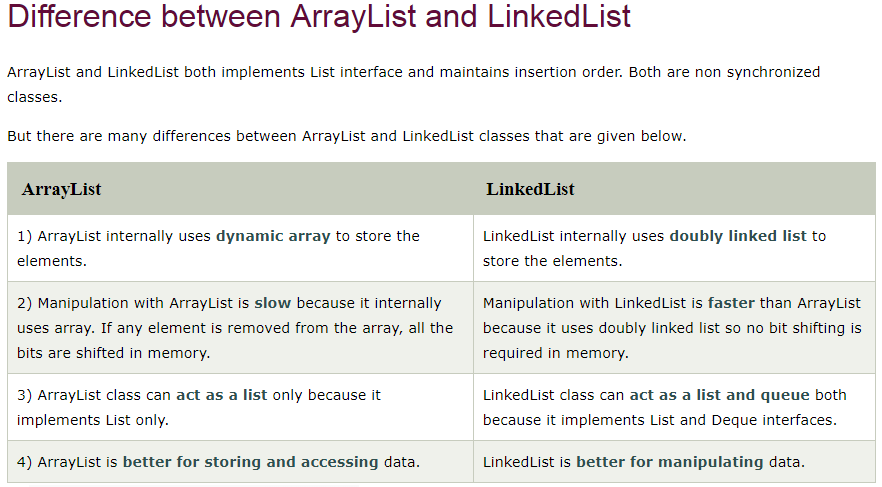 Difference between ArrayList and LinkedList
ArrayList and LinkedList both implements List interface and maintains insertion order. Both are non synchronized
classes.
But there are many differences between ArrayList and LinkedList classes that are given below.
ArrayList
LinkedList
1) ArrayList internally uses dynamic array to store the
elements.
LinkedList internally uses doubly linked list to
store the elements.
2) Manipulation with ArrayList is slow because it internally
uses array. If any element is removed from the array, all the
bits are shifted in memory.
Manipulation with LinkedList is faster than ArrayList
because it uses doubly linked list so no bit shifting is
required in memory.
3) ArrayList class can act as a list only because it
implements List only.
LinkedList class can act as a list and queue both
because it implements List and Deque interfaces.
4) ArrayList is better for storing and accessing data.
LinkedList is better for manipulating data.